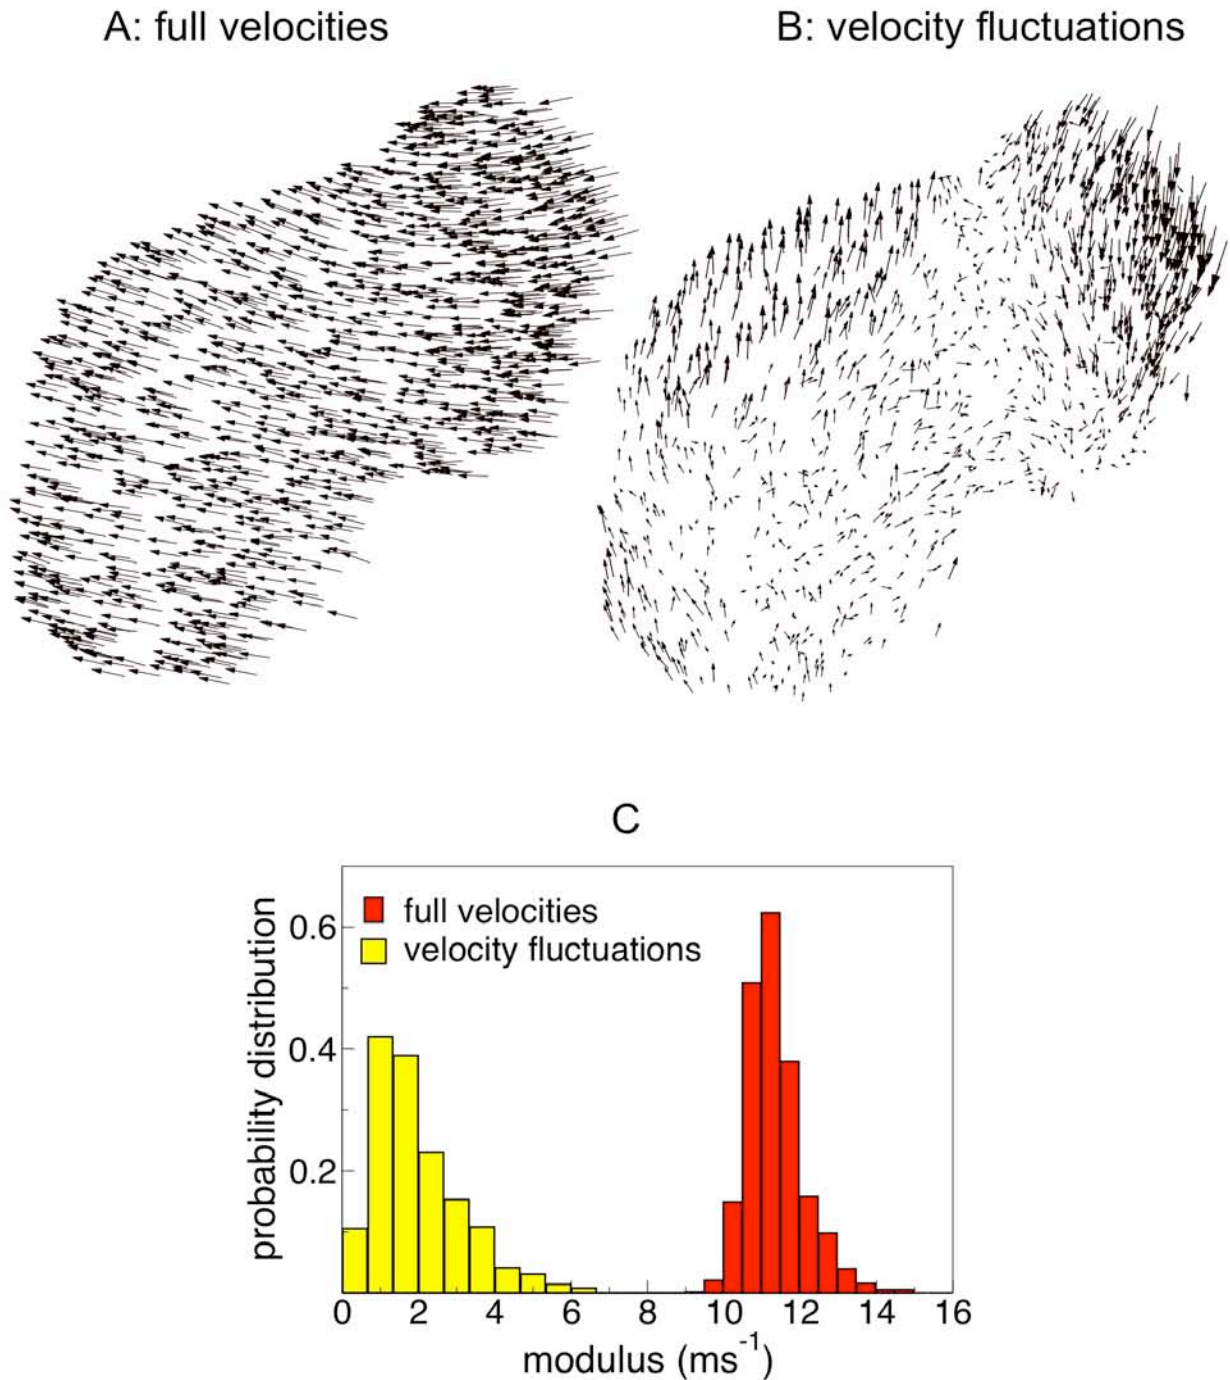 A: full velocities
B: velocity fluctuations
C
full velocities
velocity fluctuations
probability distribution
0.6
0.4
0.2
0 2 4 6 8 10 12 14 16
modulus (ms⁻¹)